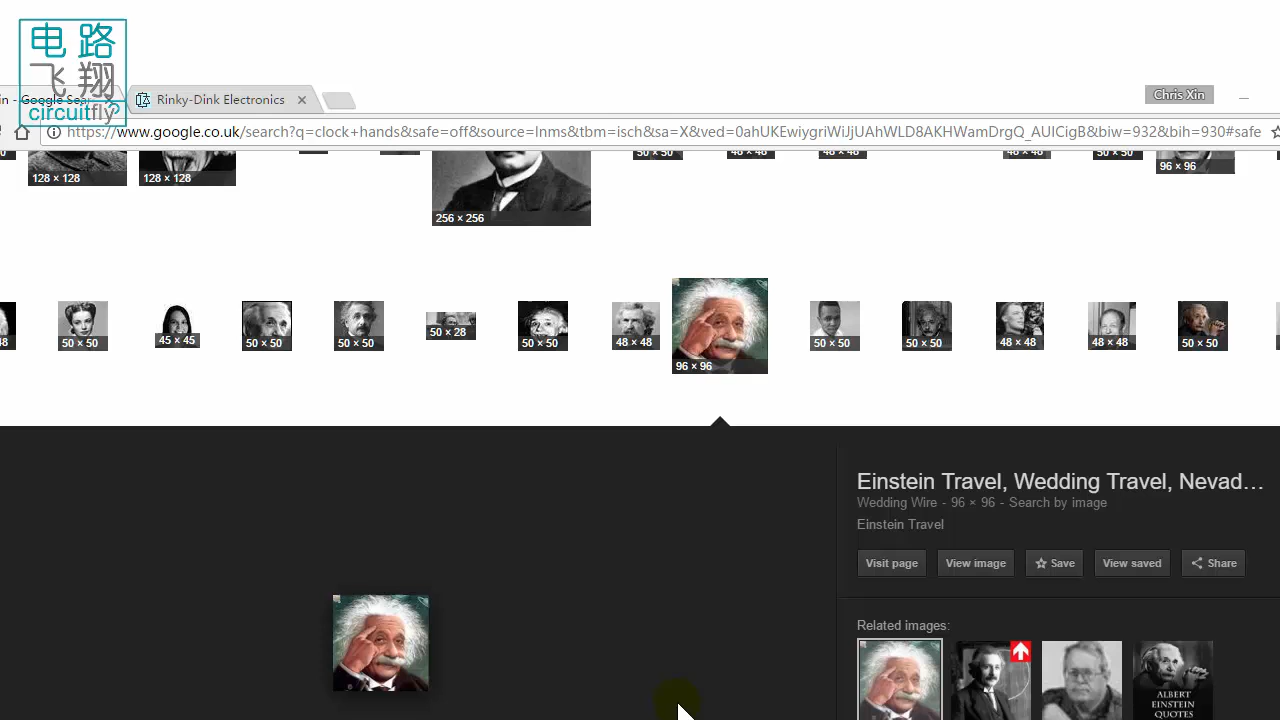 电路
飞翔
circuitfly
in - Google Sear
Rinky-Dink Electronics
Chris Xin
https://www.google.co.uk/search?q=clock+hands&safe=off&source=lnms&tbm=isch&sa=X&ved=0ahUKEwiygriWiJjUAhWLD8AKHWamDrgQ_AUICigB&biw=932&bih=930#safe
50 × 50
48 × 48
48 × 48
48 × 48
50 × 50
96 × 96
128 × 128
128 × 128
256 × 256
48
50 × 50
45 × 45
50 × 50
50 × 50
50 × 28
50 × 50
48 × 48
96 × 96
50 × 50
50 × 50
48 × 48
48 × 48
50 × 50
Einstein Travel, Wedding Travel, Nevad...
Wedding Wire - 96 × 96 - Search by image
Einstein Travel
Visit page
View image
Save
View saved
Share
Related images:
ALBERT
EINSTEIN
QUOTES